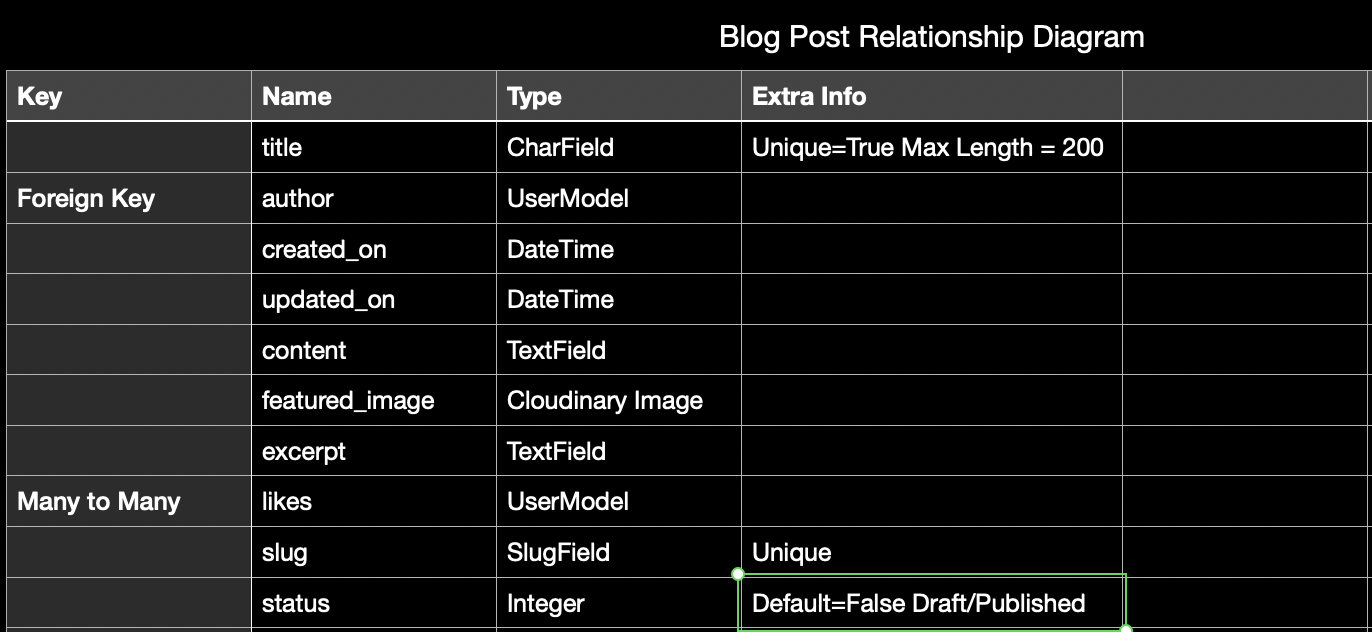 Blog Post Relationship Diagram
Key Name Type Extra Info
title CharField Unique=True Max Length = 200
Foreign Key author UserModel
created_on DateTime
updated_on DateTime
content TextField
featured_image Cloudinary Image
excerpt TextField
Many to Many likes UserModel
slug SlugField Unique
status Integer Default=False Draft/Published